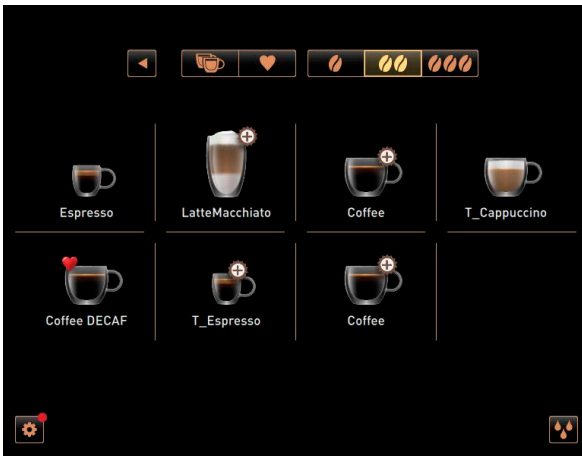 Espresso
LatteMacchiato
Coffee
T_Cappuccino
Coffee DECAF
T_Espresso
Coffee